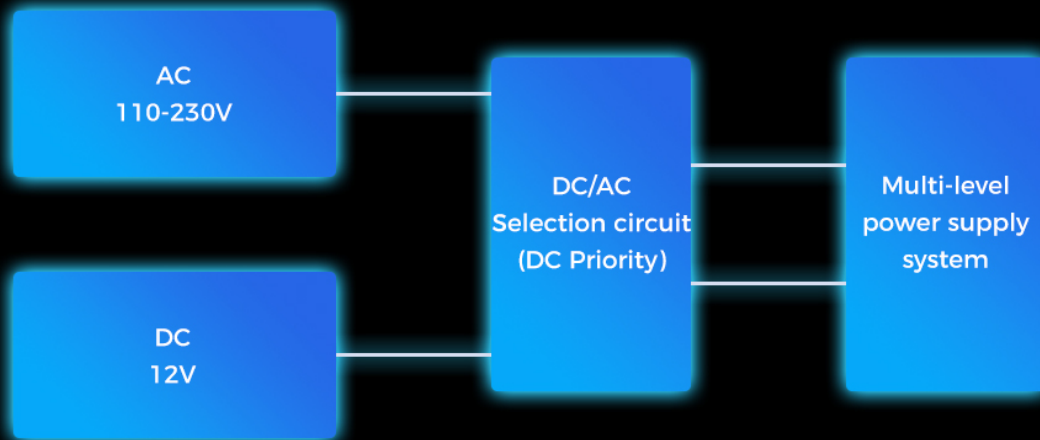 AC
110-230V
DC
12V
DC/AC
Selection circuit
(DC Priority)
Multi-level
power supply
system